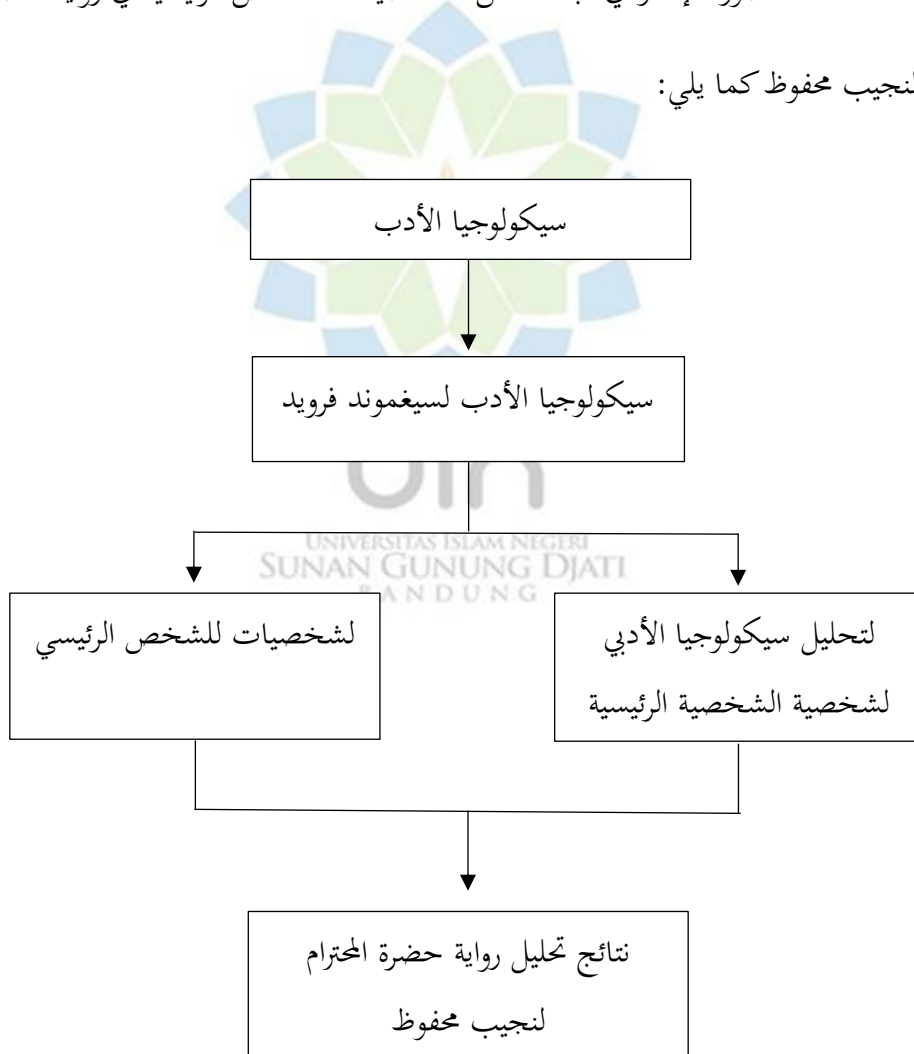 لنجيب محفوظ كما يلي:
سيكولوجيا الأدب
سيكولوجيا الأدب لسيغموند فرويد
uin
UNIVERSITAS ISLAM NEGERI
SUNAN GUNUNG DJATI
BANDUNG
لتحليل سيكولوجيا الأدبي
لشخصية الشخصية الرئيسية
لشخصيات للشخص الرئيسي
نتائج تحليل رواية حضرة المحترام
لنجيب محفوظ